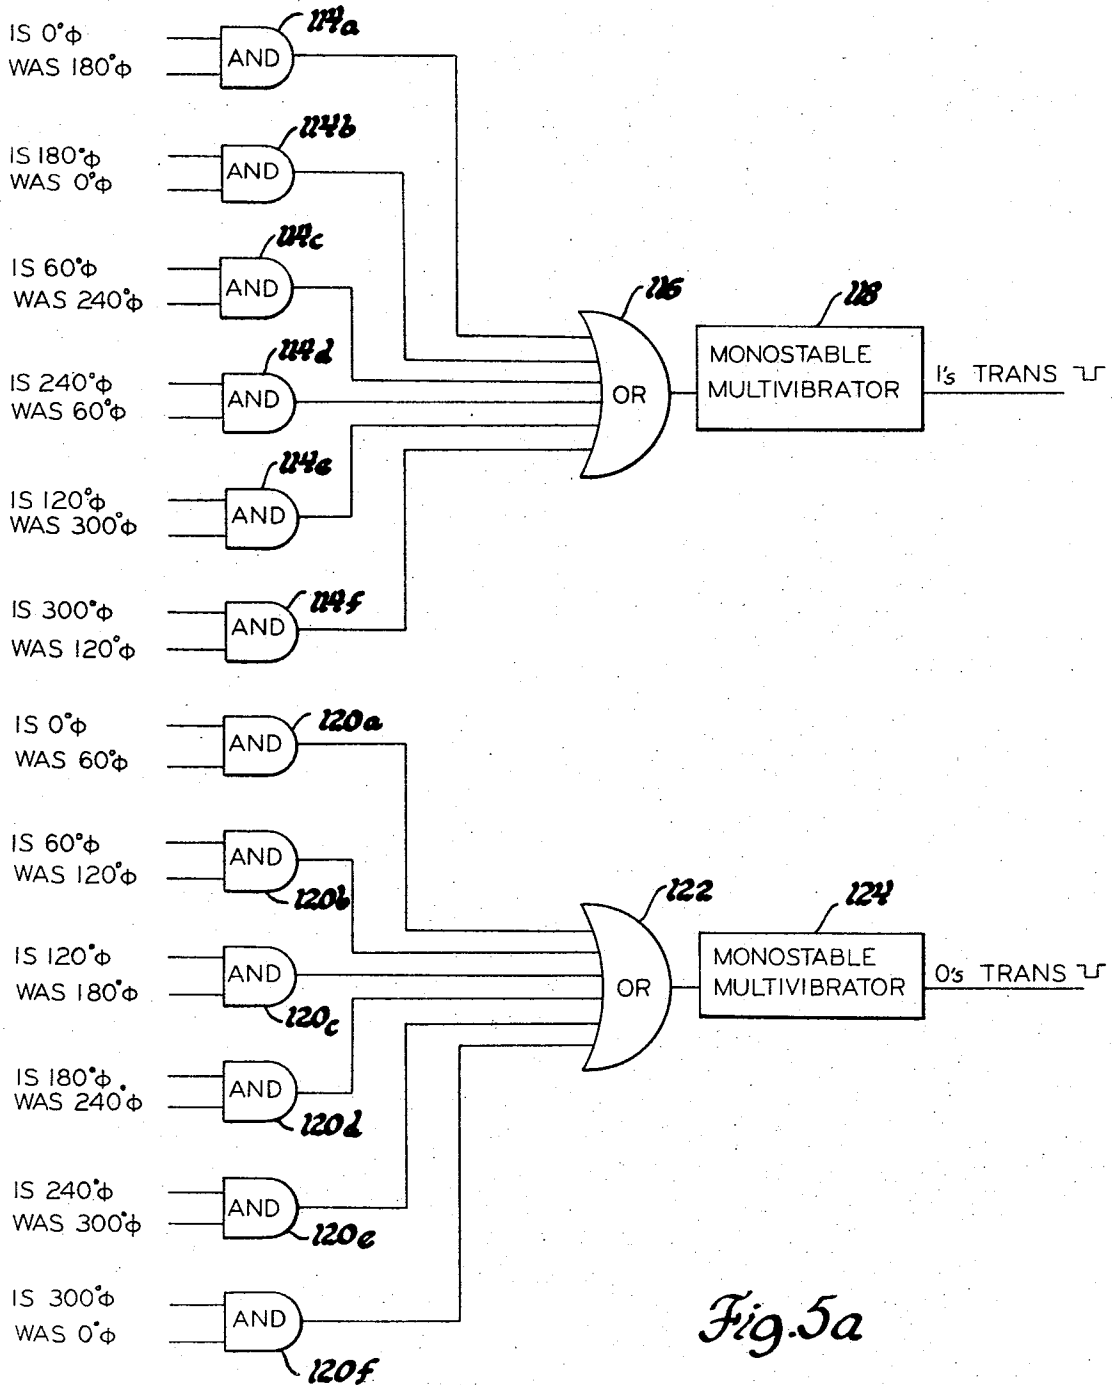 IS 0°ϕ
WAS 180°ϕ
AND
114a
IS 180°ϕ
WAS 0°ϕ
AND
114b
IS 60°ϕ
WAS 240°ϕ
AND
114c
IS 240°ϕ
WAS 60°ϕ
AND
114d
IS 120°ϕ
WAS 300°ϕ
AND
114e
IS 300°ϕ
WAS 120°ϕ
AND
114f
OR
116
MONOSTABLE
MULTIVIBRATOR
118
1's TRANS
IS 0°ϕ
WAS 60°ϕ
AND
120a
IS 60°ϕ
WAS 120°ϕ
AND
120b
IS 120°ϕ
WAS 180°ϕ
AND
120c
IS 180°ϕ
WAS 240°ϕ
AND
120d
IS 240°ϕ
WAS 300°ϕ
AND
120e
IS 300°ϕ
WAS 0°ϕ
AND
120f
OR
122
MONOSTABLE
MULTIVIBRATOR
124
0's TRANS
Fig. 5a